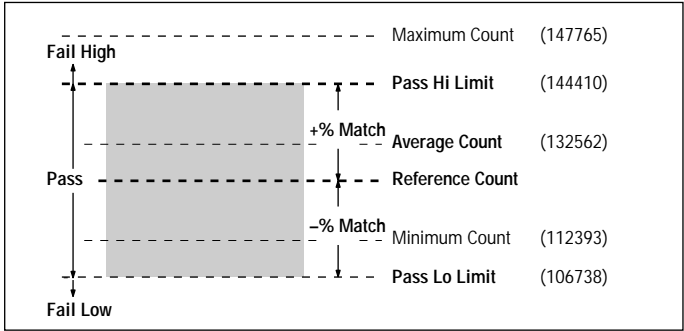 Maximum Count (147765)
Fail High
Pass Hi Limit (144410)
+% Match
Average Count (132562)
Pass
Reference Count
–% Match
Minimum Count (112393)
Pass Lo Limit (106738)
Fail Low